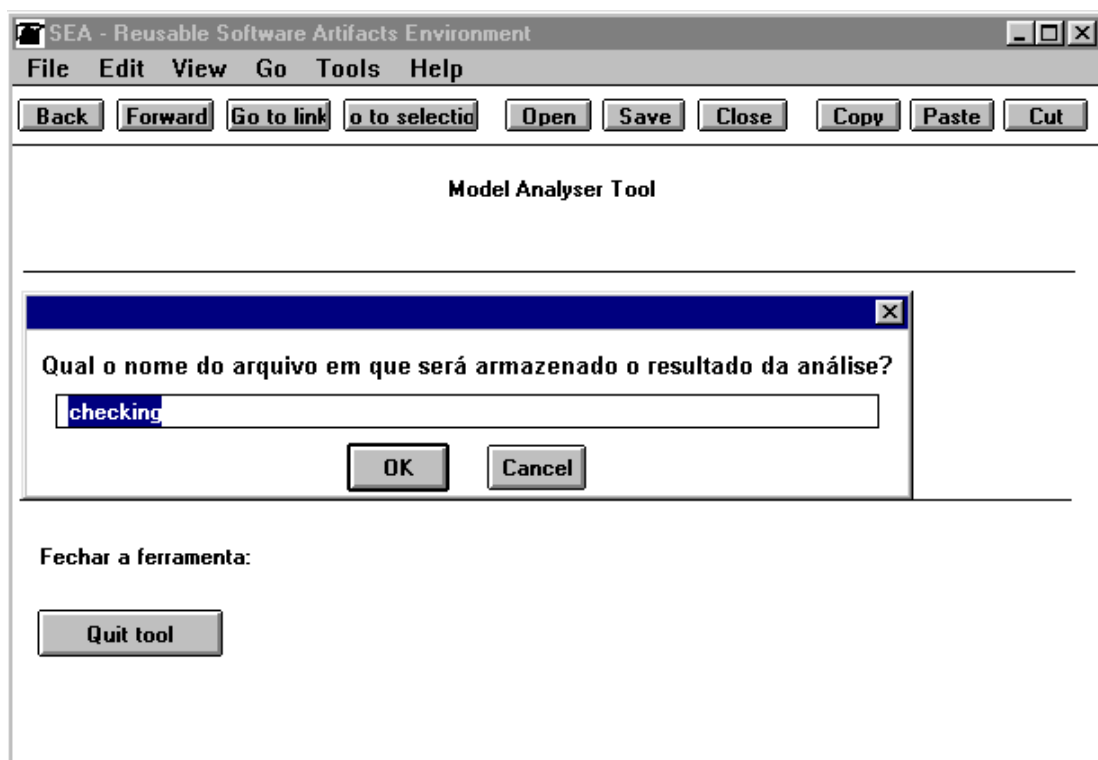 SEA - Reusable Software Artifacts Environment
File Edit View Go Tools Help
Back Forward Go to link o to selectio Open Save Close Copy Paste Cut
Model Analyser Tool
Qual o nome do arquivo em que será armazenado o resultado da análise?
checking
OK Cancel
Fechar a ferramenta:
Quit tool